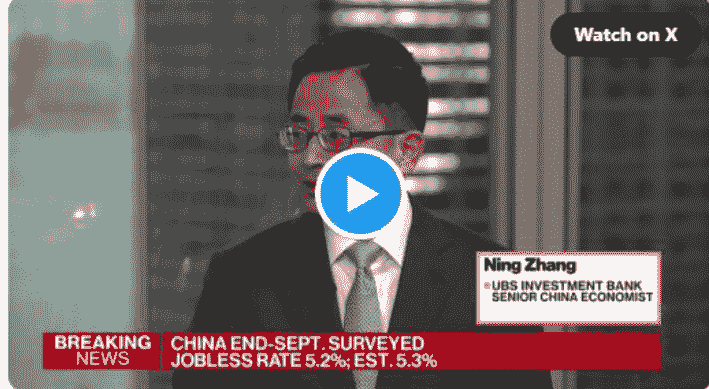 Watch on X
Ning Zhang
UBS INVESTMENT BANK
SENIOR CHINA ECONOMIST
BREAKING
NEWS
CHINA END-SEPT. SURVEYED
JOBLESS RATE 5.2%; EST. 5.3%